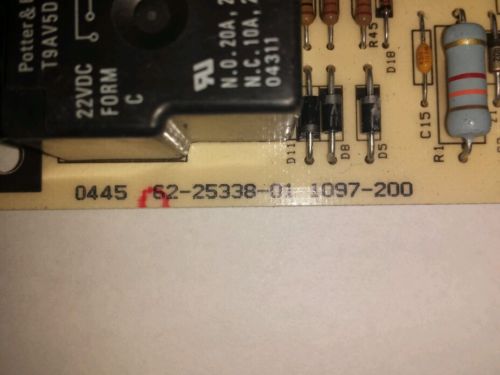 Potter &
T9AV5D
22VDC
FORM
C
N.O. 20A,
N.C. 10A,
04311
R45
D18
C15
R1
D11
D8
D5
0445 62-25338-01 1097-200